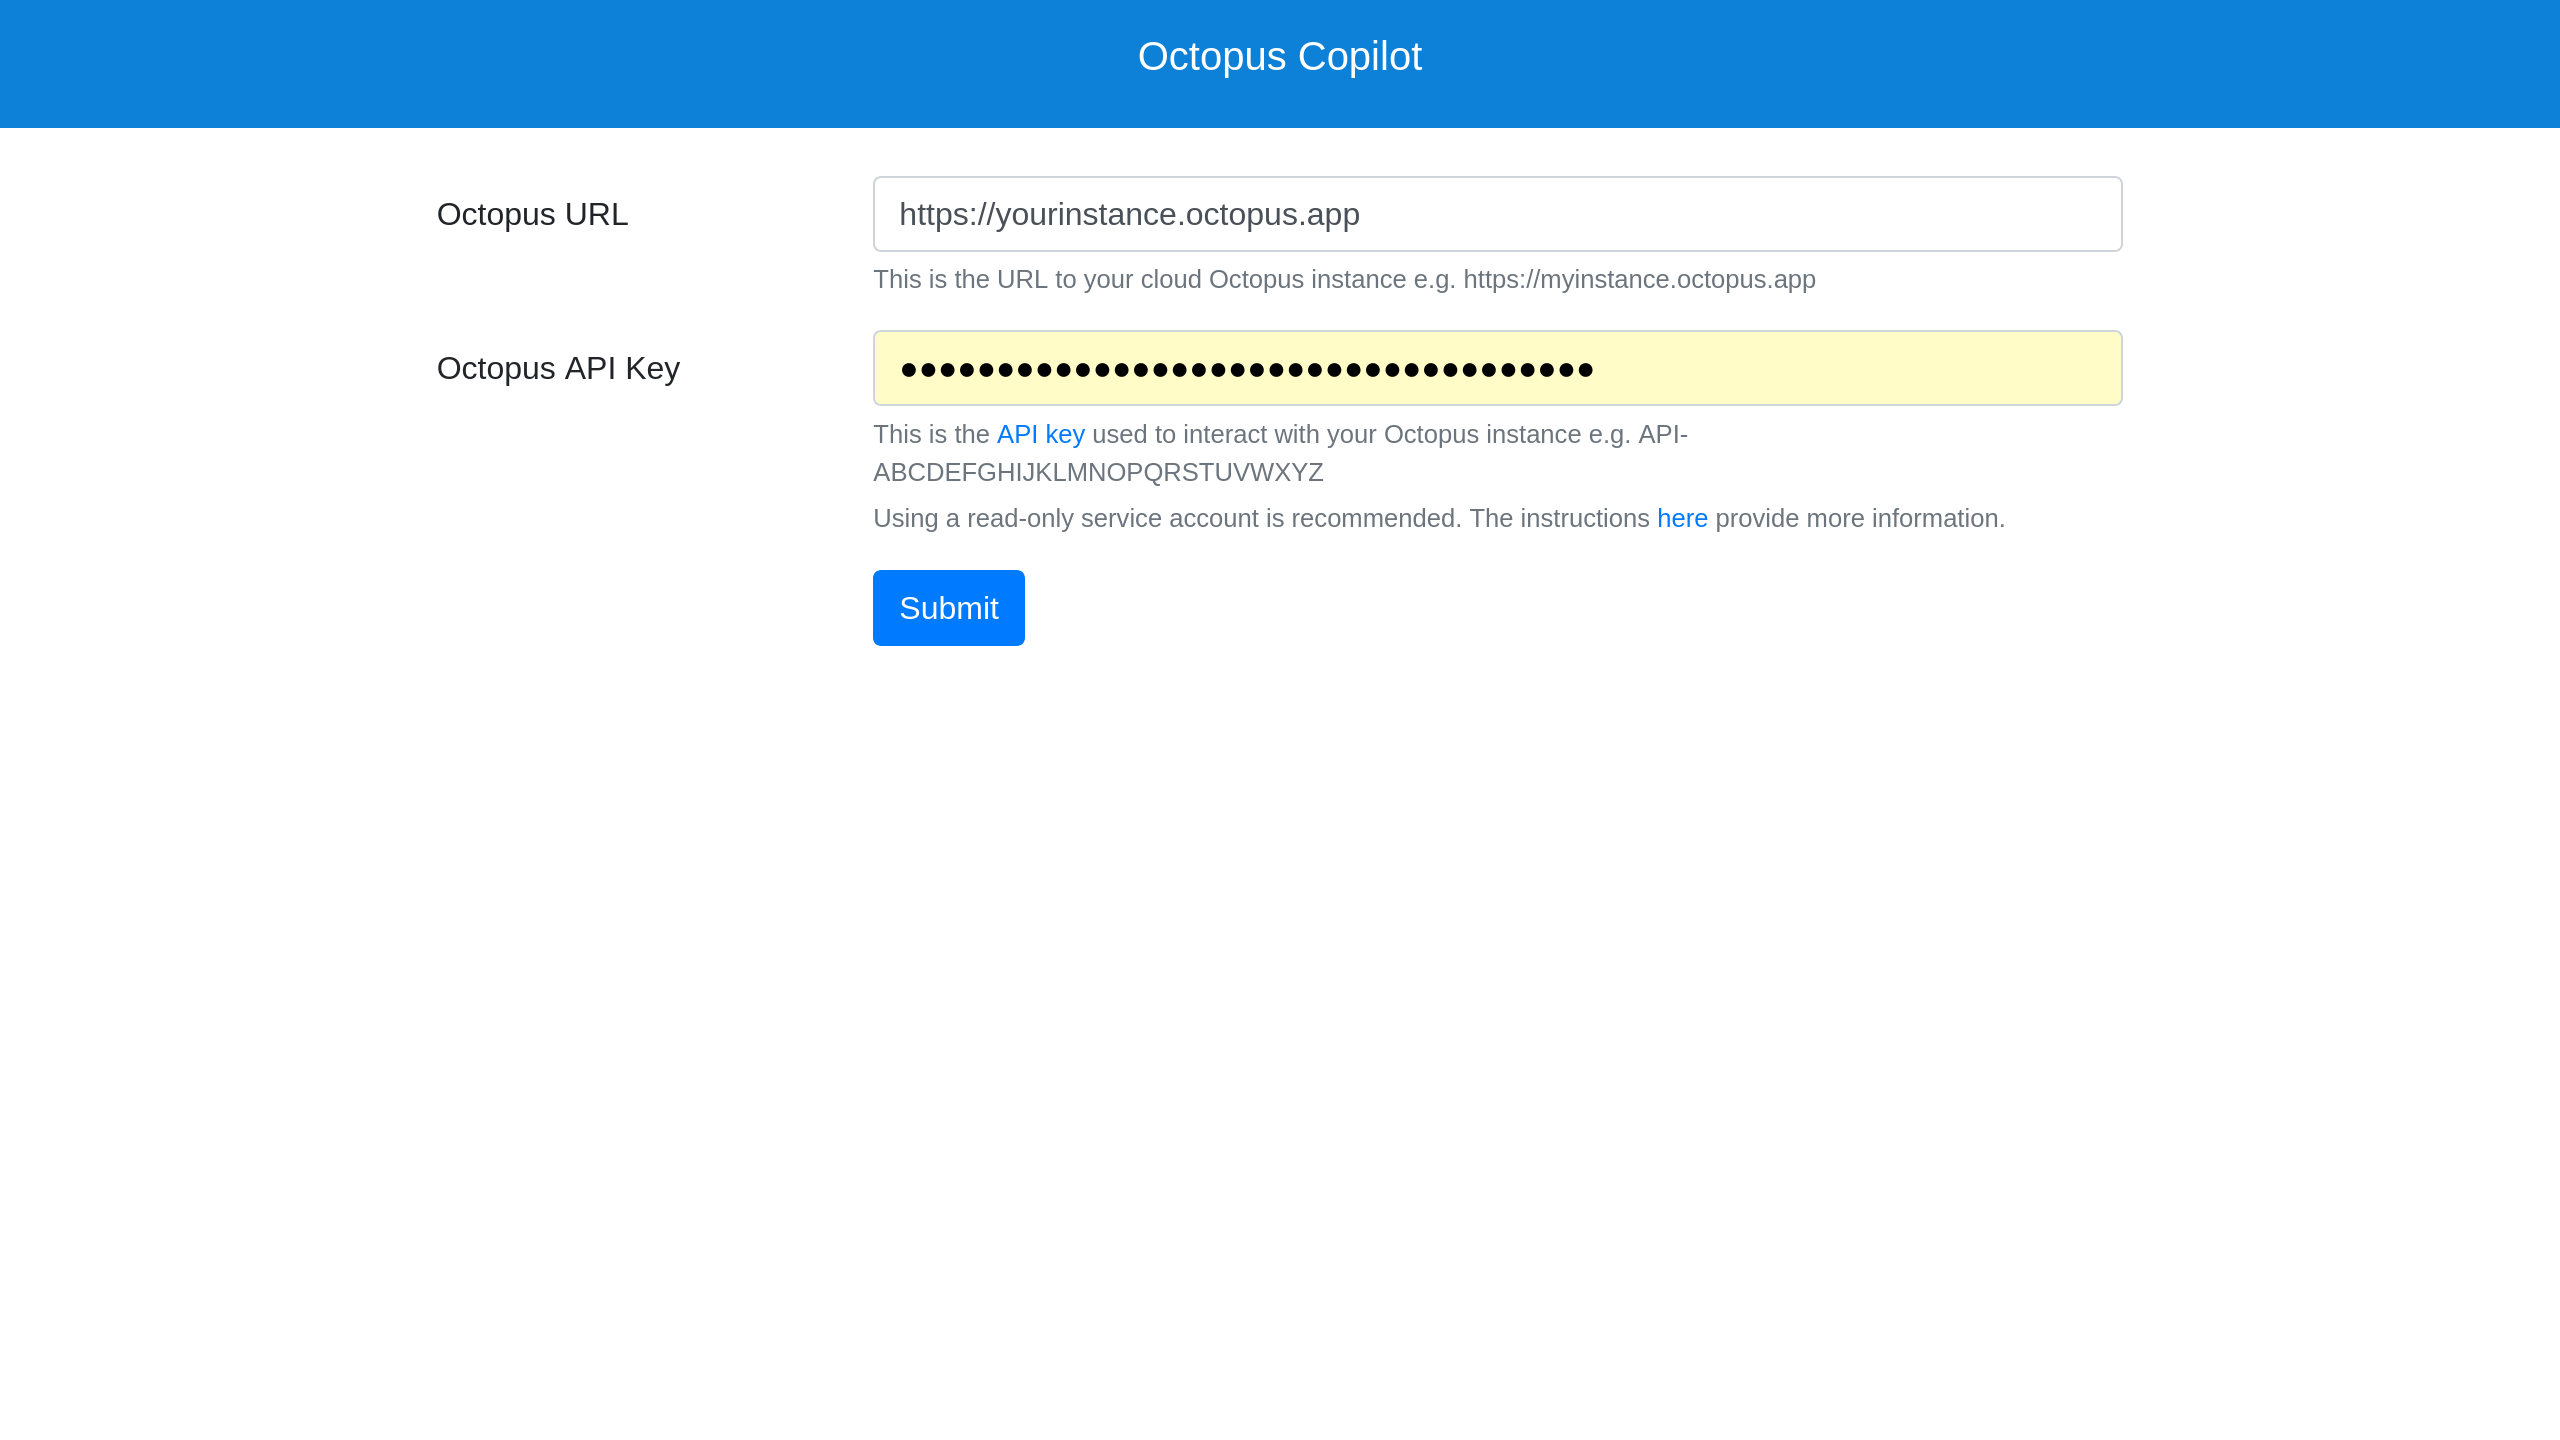 Octopus Copilot
Octopus URL
https://yourinstance.octopus.app
This is the URL to your cloud Octopus instance e.g. https://myinstance.octopus.app
Octopus API Key
●●●●●●●●●●●●●●●●●●●●●●●●●●●●●●●●●●●●
This is the API key used to interact with your Octopus instance e.g. API-
ABCDEFGHIJKLMNOPQRSTUVWXYZ
Using a read-only service account is recommended. The instructions here provide more information.
Submit